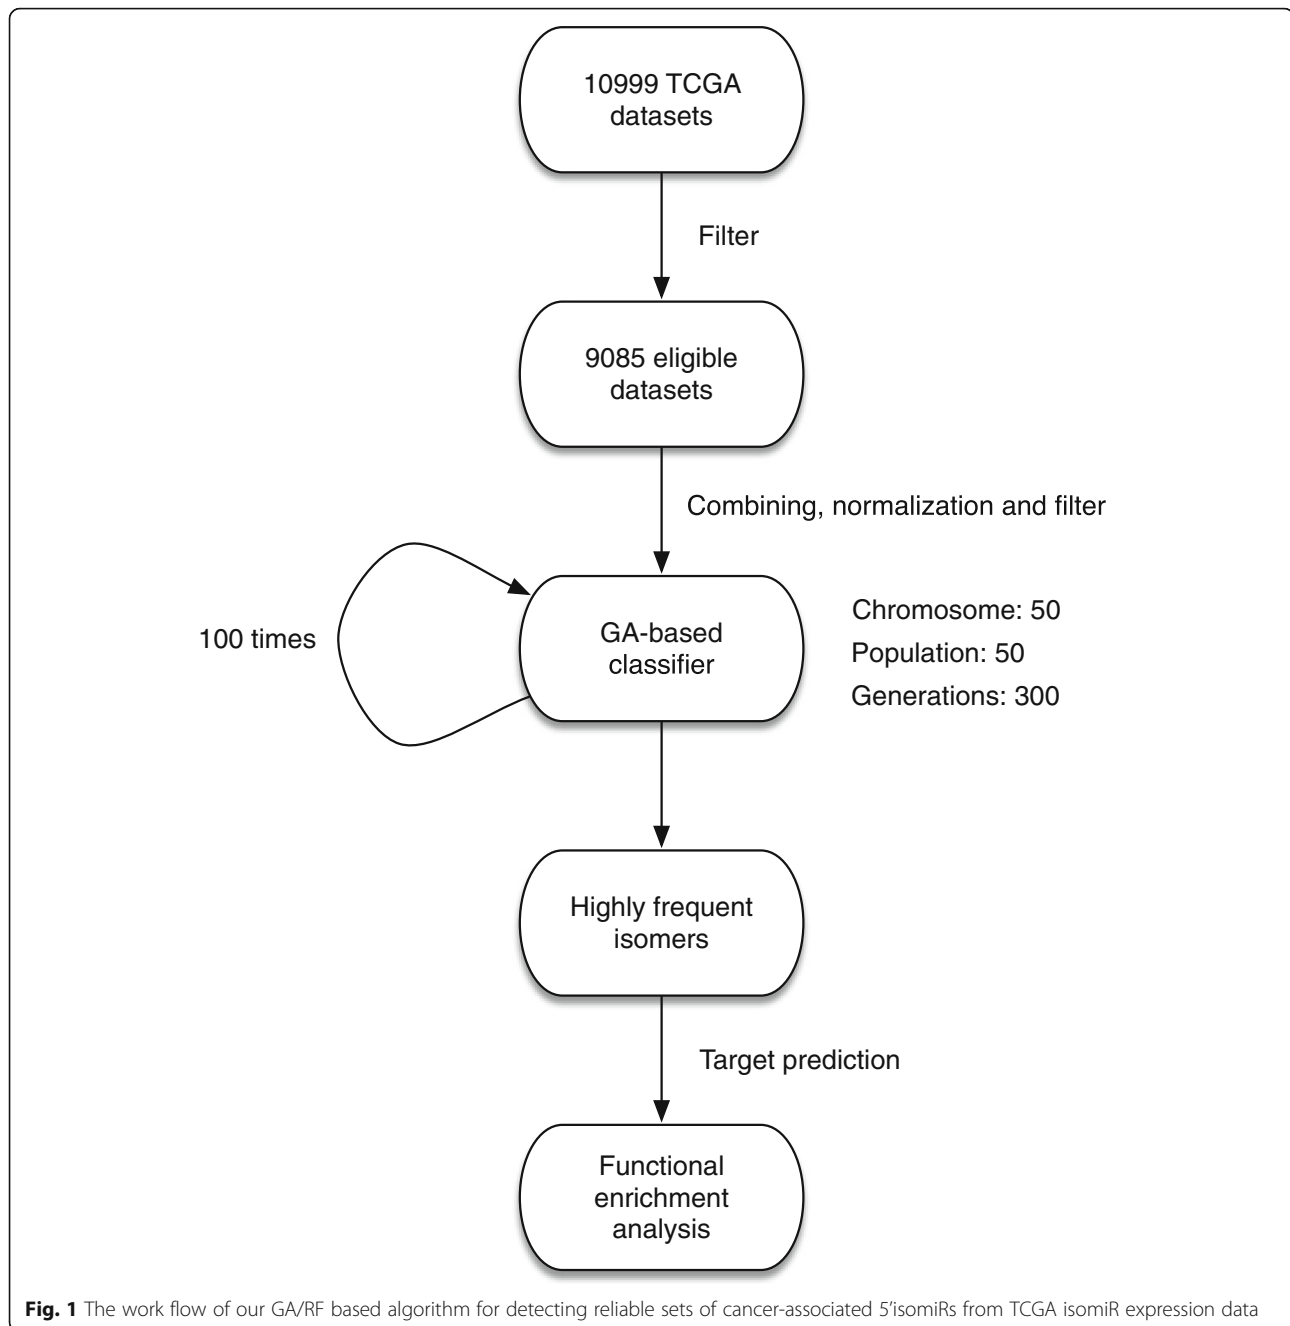 10999 TCGA
datasets
Filter
9085 eligible
datasets
Combining, normalization and filter
100 times
GA-based
classifier
Chromosome: 50
Population: 50
Generations: 300
Highly frequent
isomers
Target prediction
Functional
enrichment
analysis
Fig. 1 The work flow of our GA/RF based algorithm for detecting reliable sets of cancer-associated 5'isomiRs from TCGA isomiR expression data